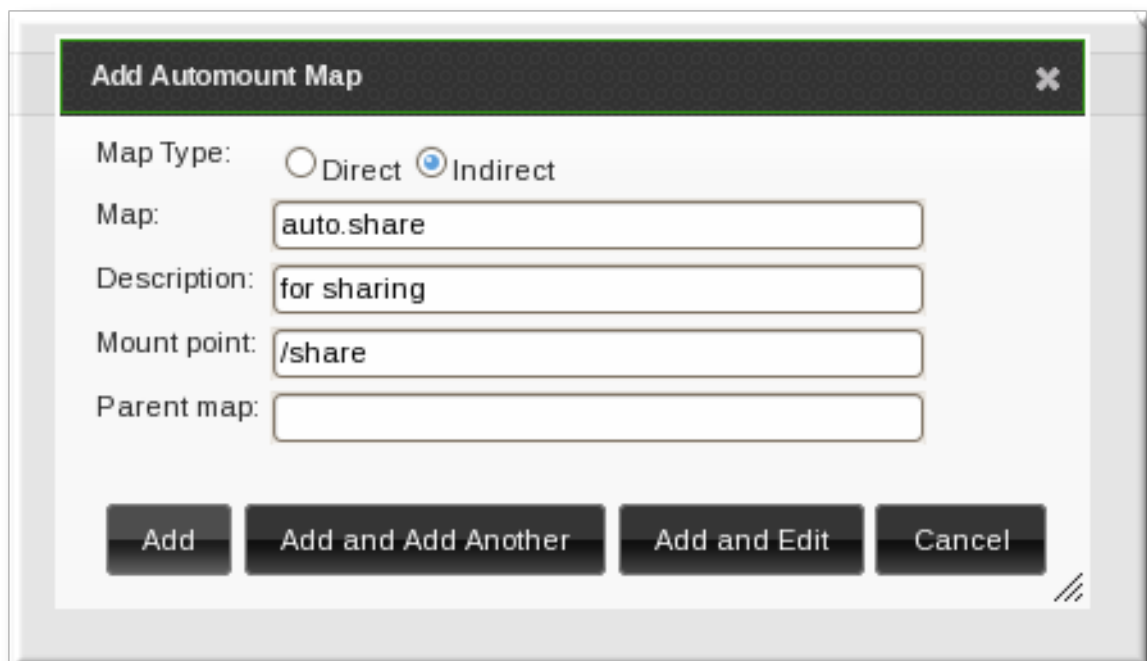 Add Automount Map
Map Type: Direct Indirect
Map: auto.share
Description: for sharing
Mount point: /share
Parent map:
Add Add and Add Another Add and Edit Cancel